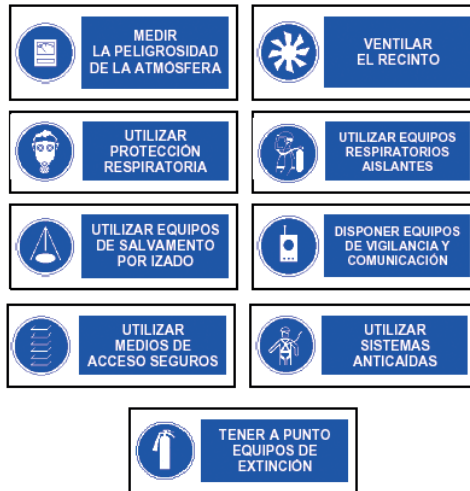 MEDIR
LA PELIGROSIDAD
DE LA ATMÓSFERA
VENTILAR
EL RECINTO
UTILIZAR
PROTECCIÓN
RESPIRATORIA
UTILIZAR EQUIPOS
RESPIRATORIOS
AISLANTES
UTILIZAR EQUIPOS
DE SALVAMENTO
POR IZADO
DISPONER EQUIPOS
DE VIGILANCIA Y
COMUNICACIÓN
UTILIZAR
MEDIOS DE
ACCESO SEGUROS
UTILIZAR
SISTEMAS
ANTICAÍDAS
TENER A PUNTO
EQUIPOS DE
EXTINCIÓN